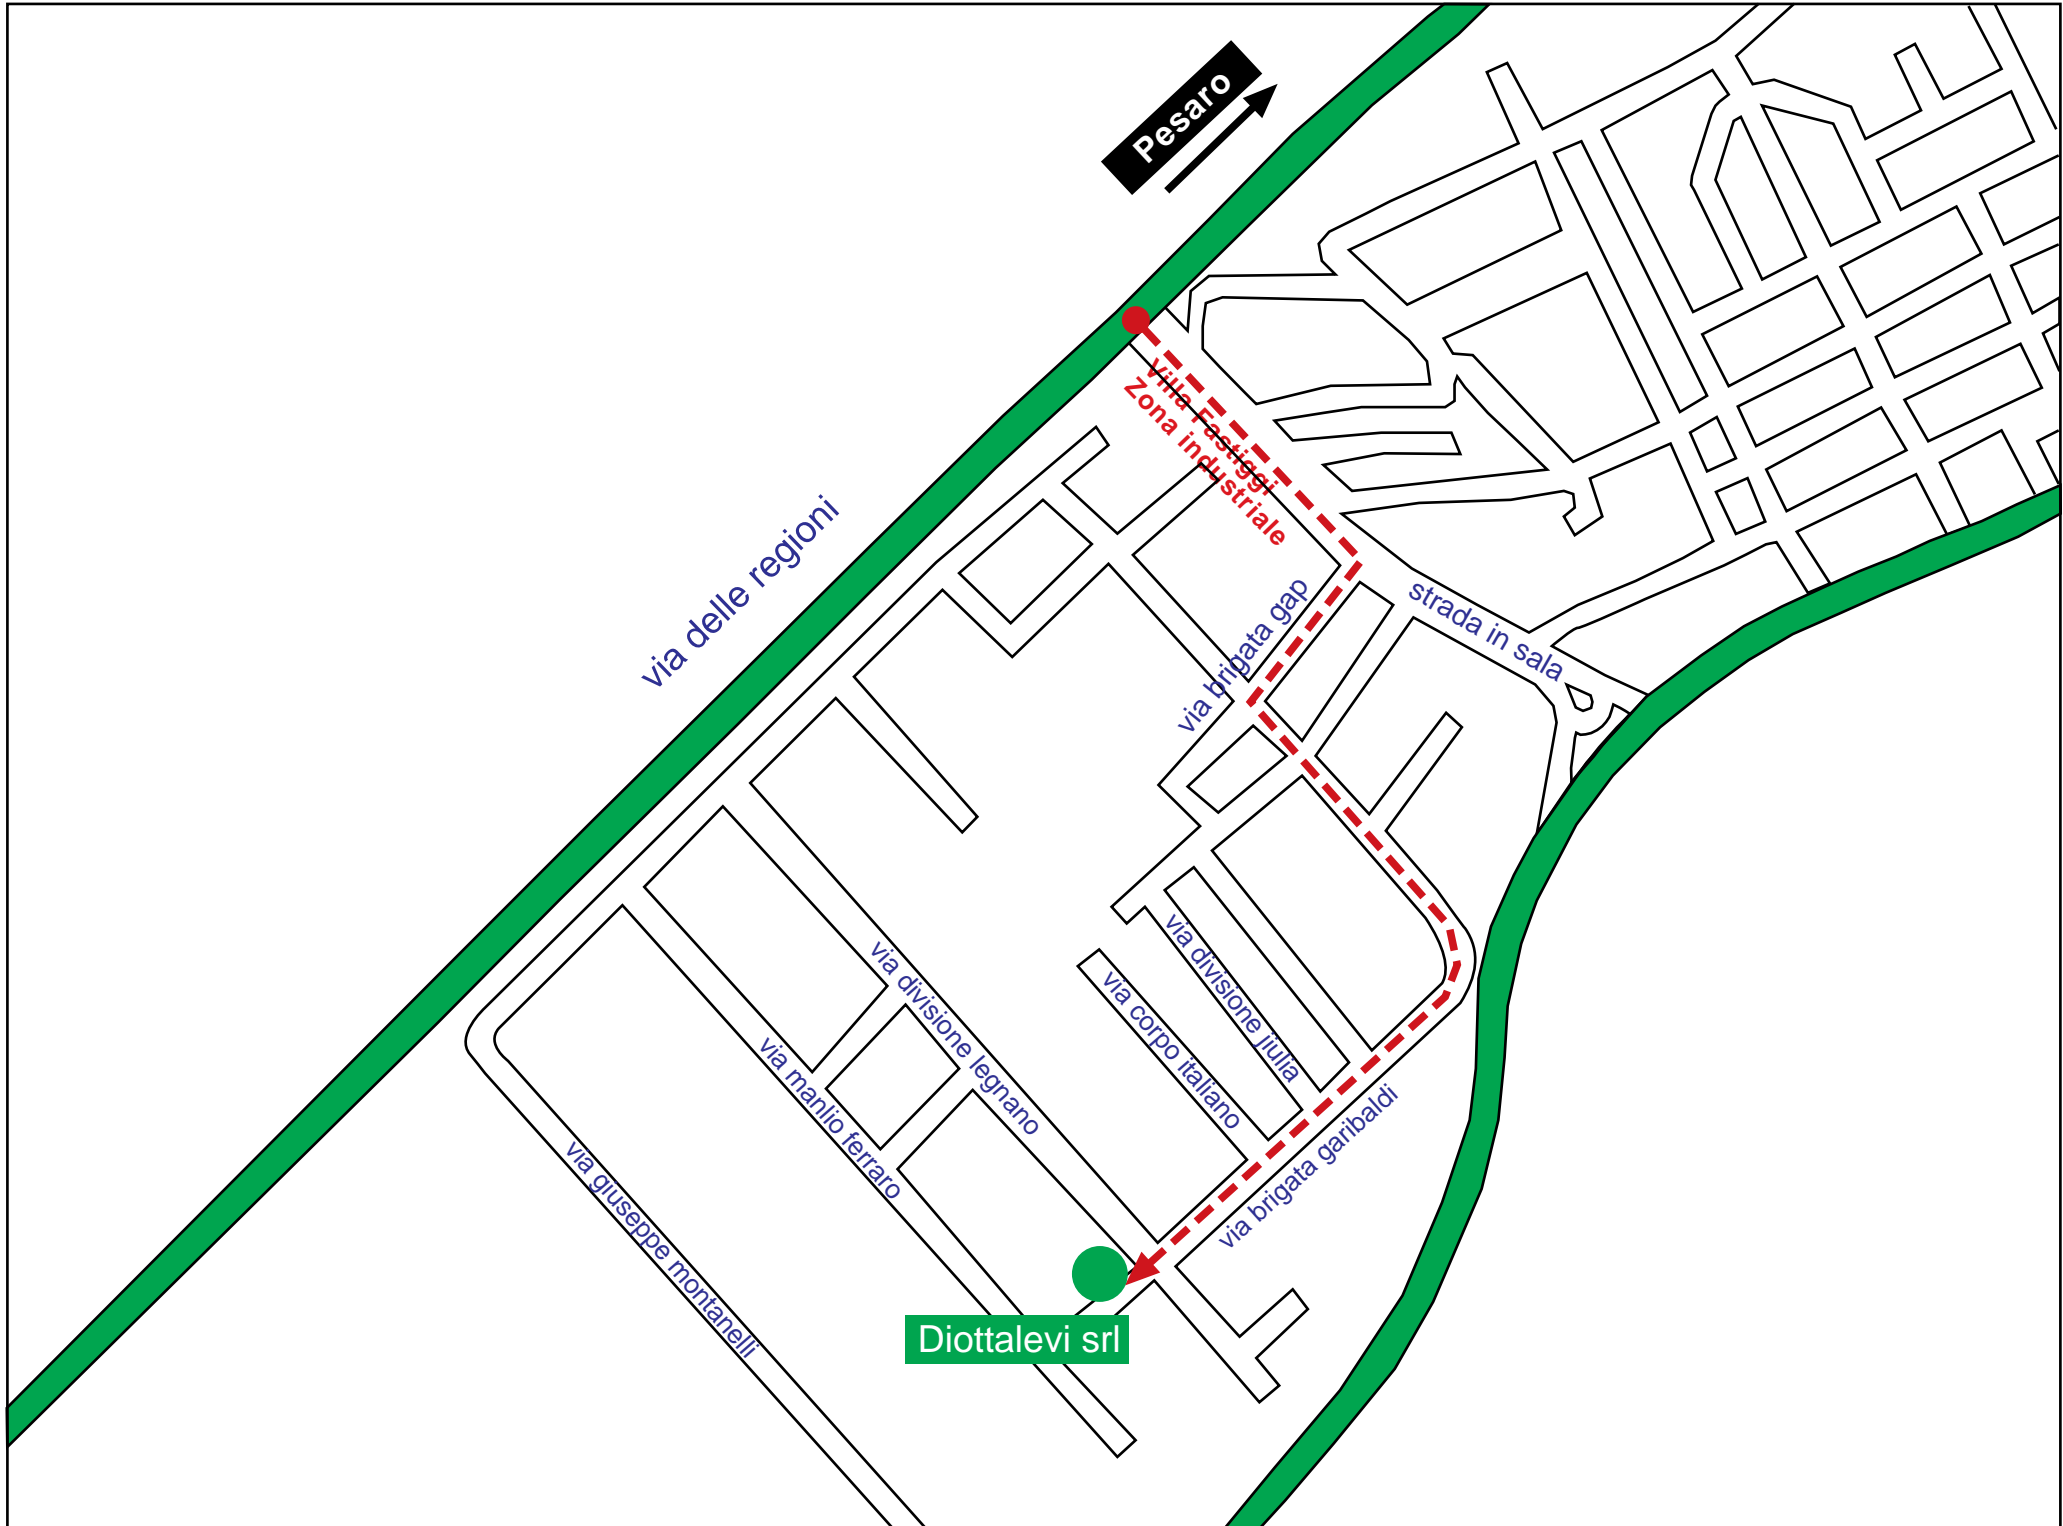 Pesaro
Villa Fastiggi
Zona industriale
via delle regioni
via brigata gap
strada in sala
via divisione jiulia
via corpo italiano
via divisione legnano
via manlio ferraro
via brigata garibaldi
via giuseppe montanelli
Diottalevi srl